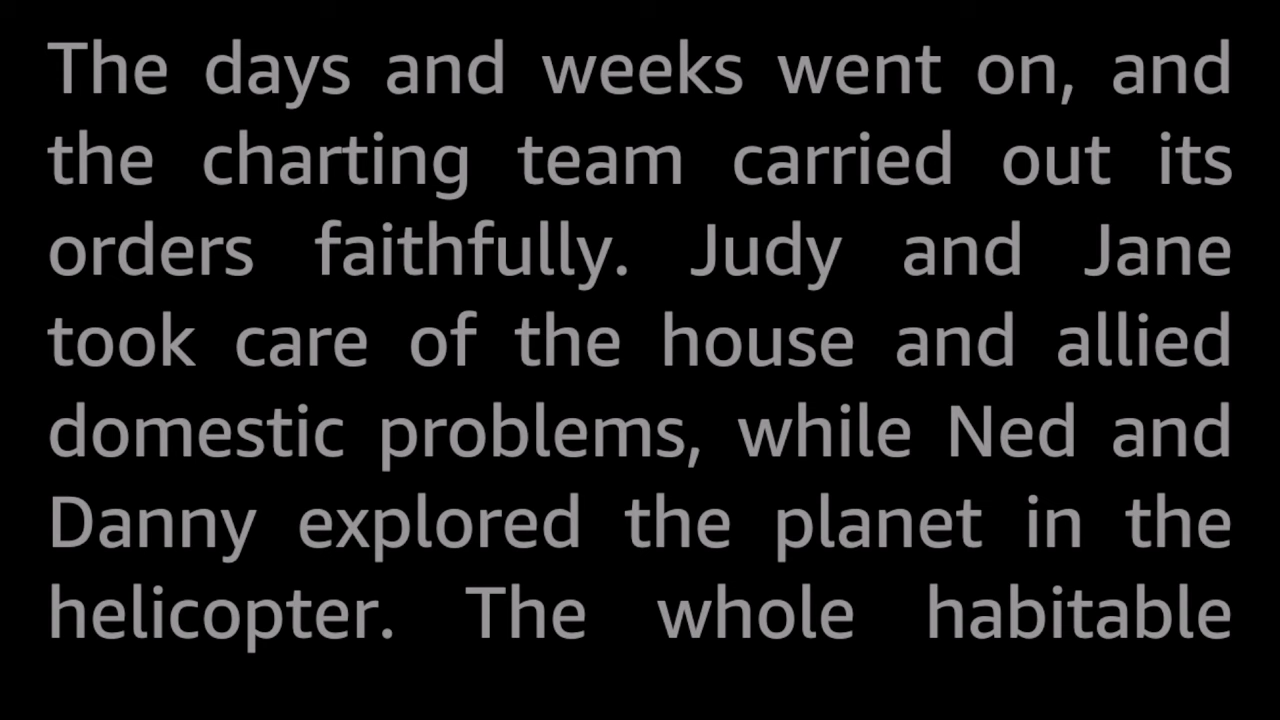 The days and weeks went on, and
the charting team carried out its
orders faithfully. Judy and Jane
took care of the house and allied
domestic problems, while Ned and
Danny explored the planet in the
helicopter. The whole habitable